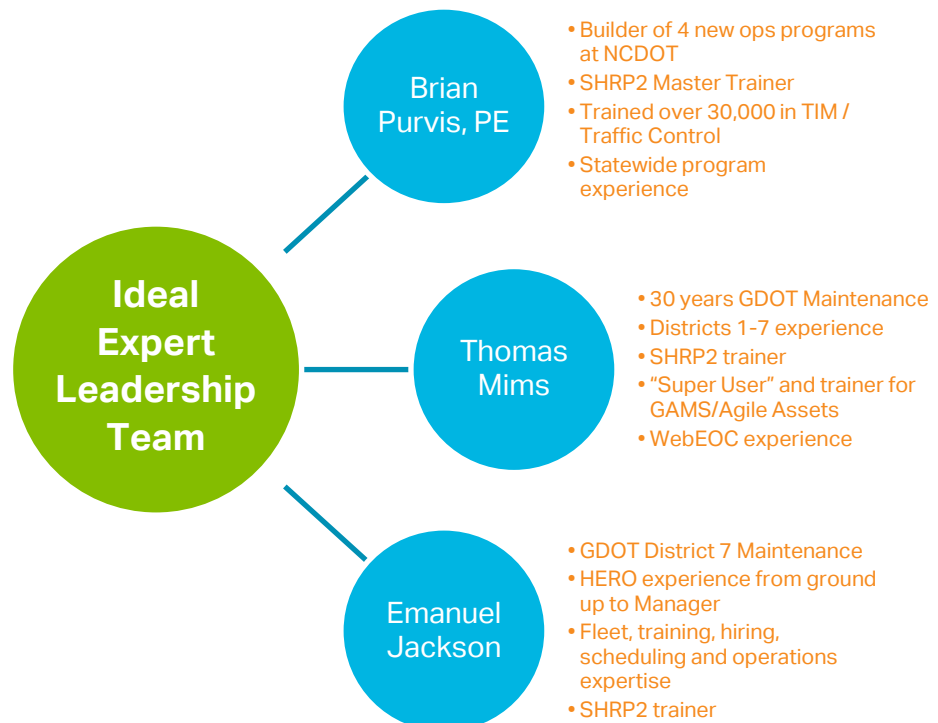 Ideal
Expert
Leadership
Team
Brian
Purvis, PE
• Builder of 4 new ops programs
at NCDOT
• SHRP2 Master Trainer
• Trained over 30,000 in TIM /
Traffic Control
• Statewide program
experience
Thomas
Mims
• 30 years GDOT Maintenance
• Districts 1-7 experience
• SHRP2 trainer
• “Super User“ and trainer for
GAMS/Agile Assets
• WebEOC experience
Emanuel
Jackson
• GDOT District 7 Maintenance
• HERO experience from ground
up to Manager
• Fleet, training, hiring,
scheduling and operations
expertise
• SHRP2 trainer